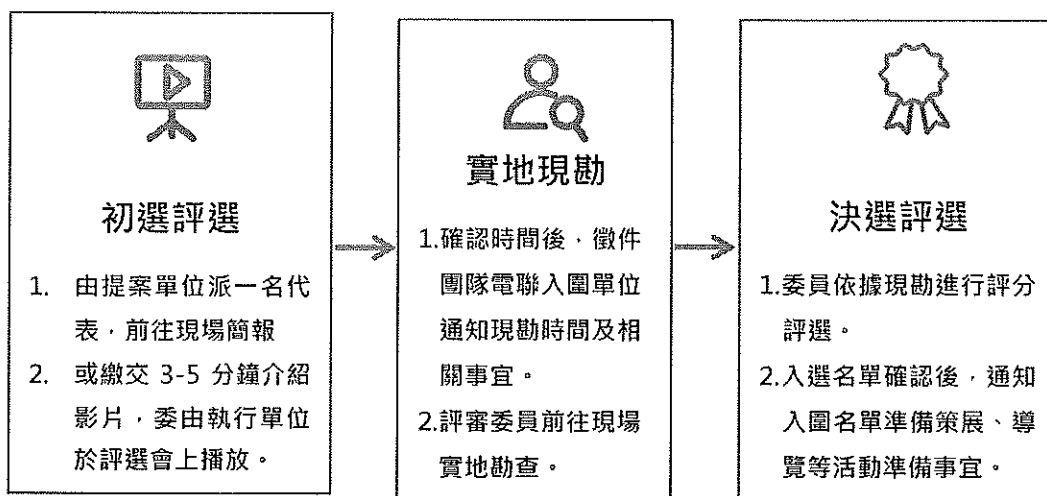 初選評選
1. 由提案單位派一名代
表，前往現場簡報
2. 或繳交 3-5 分鐘介紹
影片，委由執行單位
於評選會上播放。
實地現勘
1.確認時間後，徵件
團隊電聯入圍單位
通知現勘時間及相
關事宜。
2.評審委員前往現場
實地勘查。
決選評選
1.委員依據現勘進行評分
評選。
2.入選名單確認後，通知
入圍名單準備策展、導
覽等活動準備事宜。